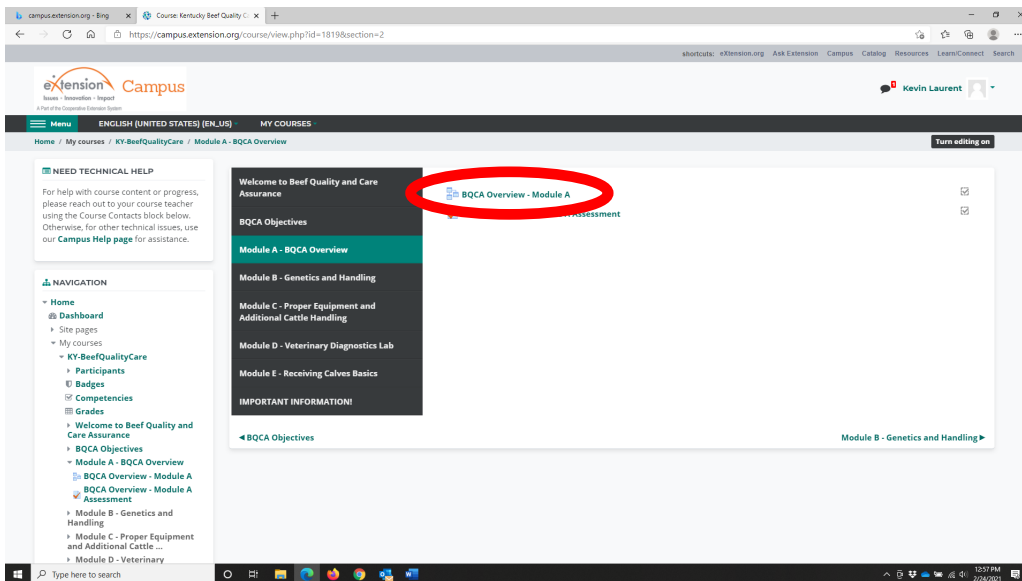 campus.extension.org - Bing
Course: Kentucky Beef Quality C
https://campus.extension.org/course/view.php?id=1819&section=2
shortcuts: eXtension.org Ask Extension Campus Catalog Resources Learn/Connect Search
eXtension Campus
Issues - Innovation - Impact
A Part of the Cooperative Extension System
Kevin Laurent
Menu ENGLISH (UNITED STATES) (EN_US) MY COURSES
Home / My courses / KY-BeefQualityCare / Module A - BQCA Overview
Turn editing on
NEED TECHNICAL HELP
For help with course content or progress,
please reach out to your course teacher
using the Course Contacts block below.
Otherwise, for other technical issues, use
our Campus Help page for assistance.
NAVIGATION
Home
Dashboard
Site pages
My courses
KY-BeefQualityCare
Participants
Badges
Competencies
Grades
Welcome to Beef Quality and
Care Assurance
BQCA Objectives
Module A - BQCA Overview
BQCA Overview - Module A
BQCA Overview - Module A
Assessment
Module B - Genetics and
Handling
Module C - Proper Equipment
and Additional Cattle ...
Module D - Veterinary
Welcome to Beef Quality and Care
Assurance
BQCA Objectives
Module A - BQCA Overview
Module B - Genetics and Handling
Module C - Proper Equipment and
Additional Cattle Handling
Module D - Veterinary Diagnostics Lab
Module E - Receiving Calves Basics
IMPORTANT INFORMATION!
BQCA Overview - Module A
Assessment
BQCA Objectives
Module B - Genetics and Handling
Type here to search
12:57 PM
2/24/2021